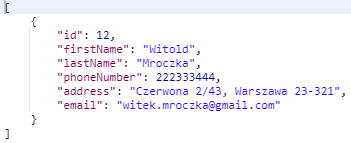 [
    {
        "id": 12,
        "firstName": "Witold",
        "lastName": "Mroczka",
        "phoneNumber": 222333444,
        "address": "Czerwona 2/43, Warszawa 23-321",
        "email": "witek.mroczka@gmail.com"
    }
]